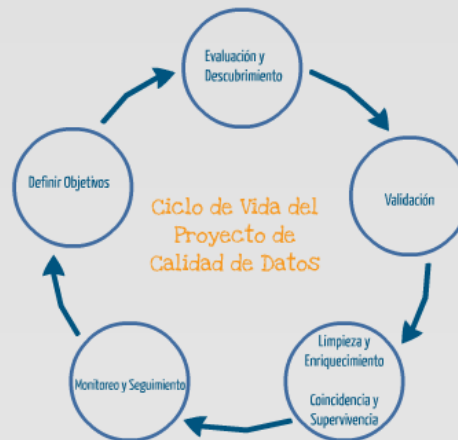 Evaluación y
Descubrimiento
Validación
Limpieza y
Enriquecimiento
Coincidencia y
Supervivencia
Monitoreo y Seguimiento
Definir Objetivos
Ciclo de Vida del
Proyecto de
Calidad de Datos